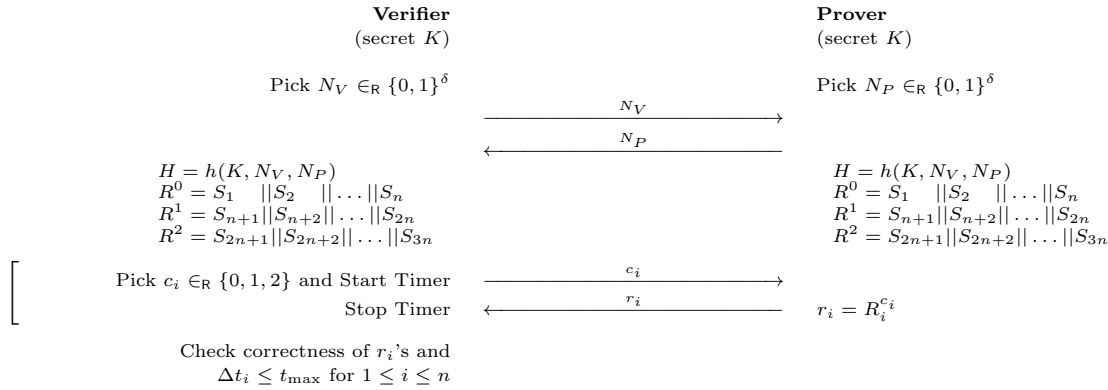 Verifier Prover
(secret K) (secret K)
Pick N_V ∈_R {0, 1}^δ Pick N_P ∈_R {0, 1}^δ
N_V
N_P
H = h(K, N_V, N_P) H = h(K, N_V, N_P)
R^0 = S_1 ||S_2 || . . . ||S_n R^0 = S_1 ||S_2 || . . . ||S_n
R^1 = S_{n+1}||S_{n+2}|| . . . ||S_{2n} R^1 = S_{n+1}||S_{n+2}|| . . . ||S_{2n}
R^2 = S_{2n+1}||S_{2n+2}|| . . . ||S_{3n} R^2 = S_{2n+1}||S_{2n+2}|| . . . ||S_{3n}
Pick c_i ∈_R {0, 1, 2} and Start Timer c_i
Stop Timer r_i r_i = R_i^{c_i}
Check correctness of r_i's and
Δt_i ≤ t_max for 1 ≤ i ≤ n